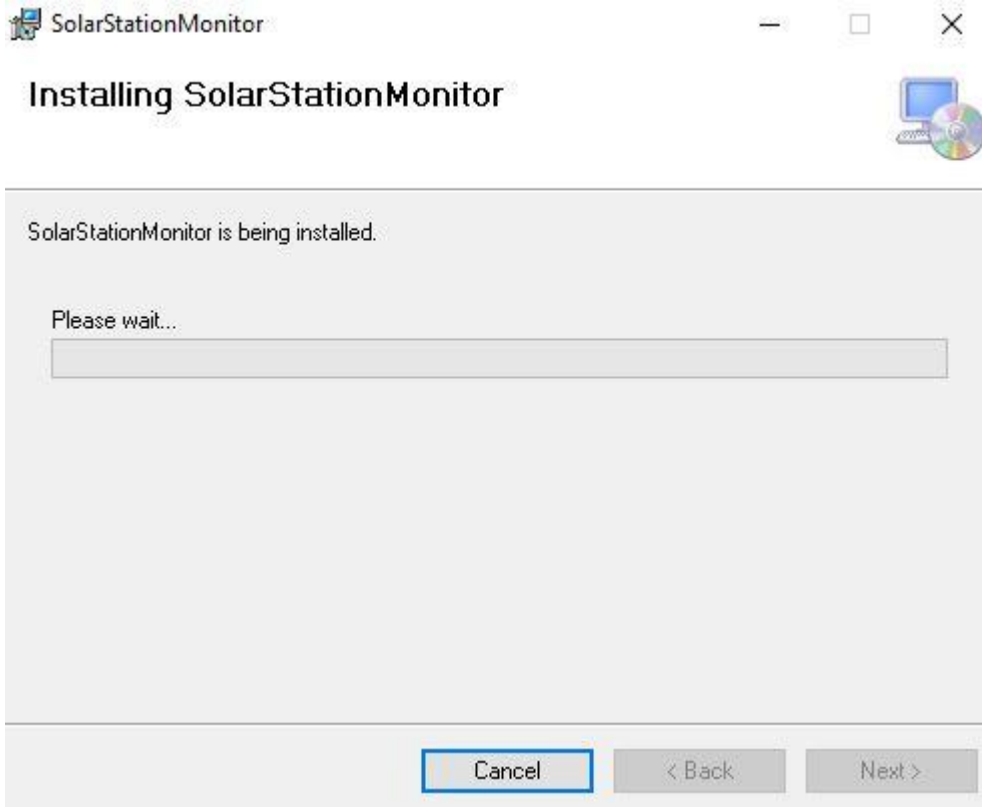 SolarStationMonitor
Installing SolarStationMonitor
SolarStationMonitor is being installed.
Please wait...
Cancel
< Back
Next >